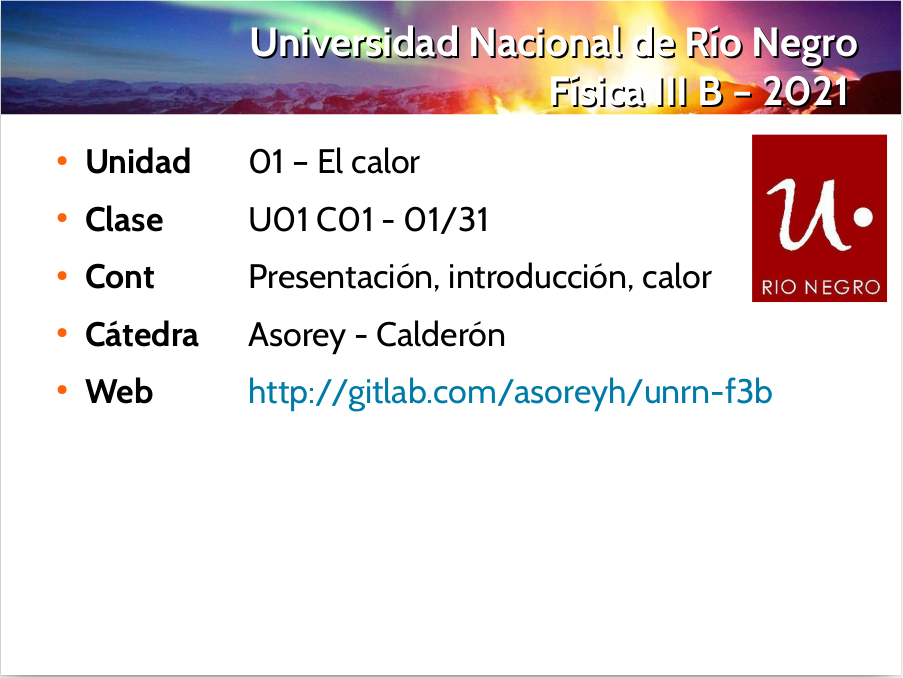 Universidad Nacional de Río Negro
Física III B – 2021
• Unidad 01 – El calor
• Clase U01 C01 - 01/31
• Cont Presentación, introducción, calor
• Cátedra Asorey - Calderón
• Web http://gitlab.com/asoreyh/unrn-f3b
u.
RIO NEGRO